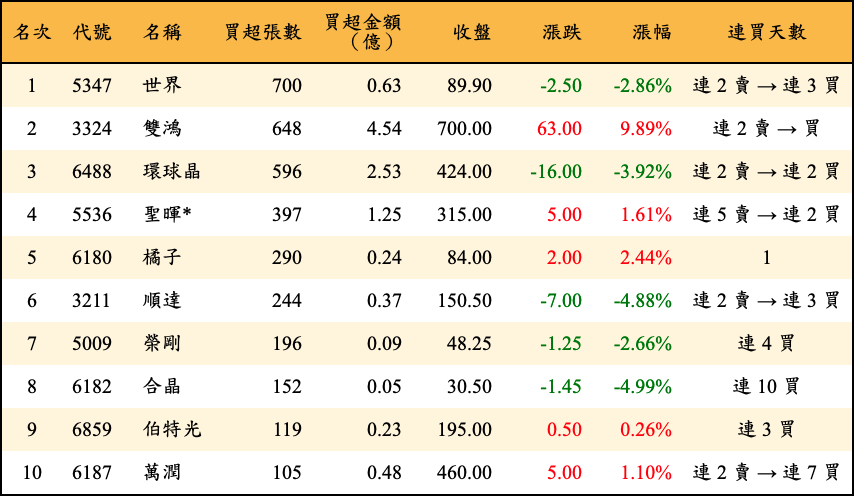 名次 代號 名稱 買超張數 買超金額（億） 收盤 漲跌 漲幅 連買天數
1 5347 世界 700 0.63 89.90 -2.50 -2.86% 連 2 賣 → 連 3 買
2 3324 雙鴻 648 4.54 700.00 63.00 9.89% 連 2 賣 → 買
3 6488 環球晶 596 2.53 424.00 -16.00 -3.92% 連 2 賣 → 連 2 買
4 5536 聖暉* 397 1.25 315.00 5.00 1.61% 連 5 賣 → 連 2 買
5 6180 橘子 290 0.24 84.00 2.00 2.44% 1
6 3211 順達 244 0.37 150.50 -7.00 -4.88% 連 2 賣 → 連 3 買
7 5009 榮剛 196 0.09 48.25 -1.25 -2.66% 連 4 買
8 6182 合晶 152 0.05 30.50 -1.45 -4.99% 連 10 買
9 6859 伯特光 119 0.23 195.00 0.50 0.26% 連 3 買
10 6187 萬潤 105 0.48 460.00 5.00 1.10% 連 2 賣 → 連 7 買